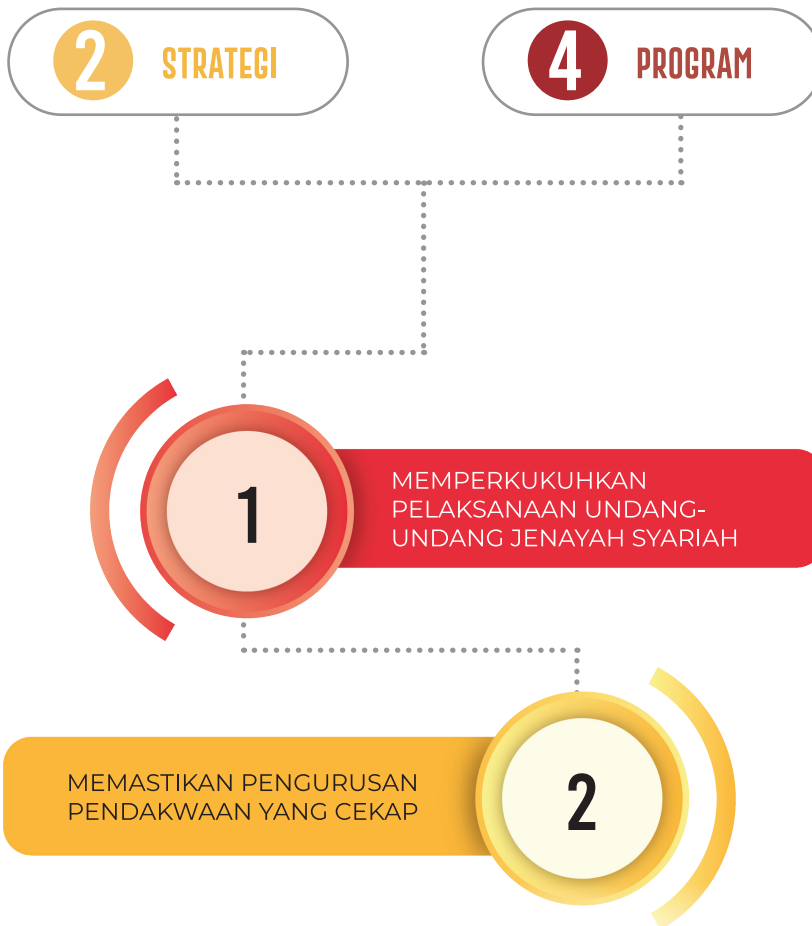 2 STRATEGI
4 PROGRAM
1
MEMPERKUKUHKAN
PELAKSANAAN UNDANG-
UNDANG JENAYAH SYARIAH
MEMASTIKAN PENGURUSAN
PENDAKWAAN YANG CEKAP
2